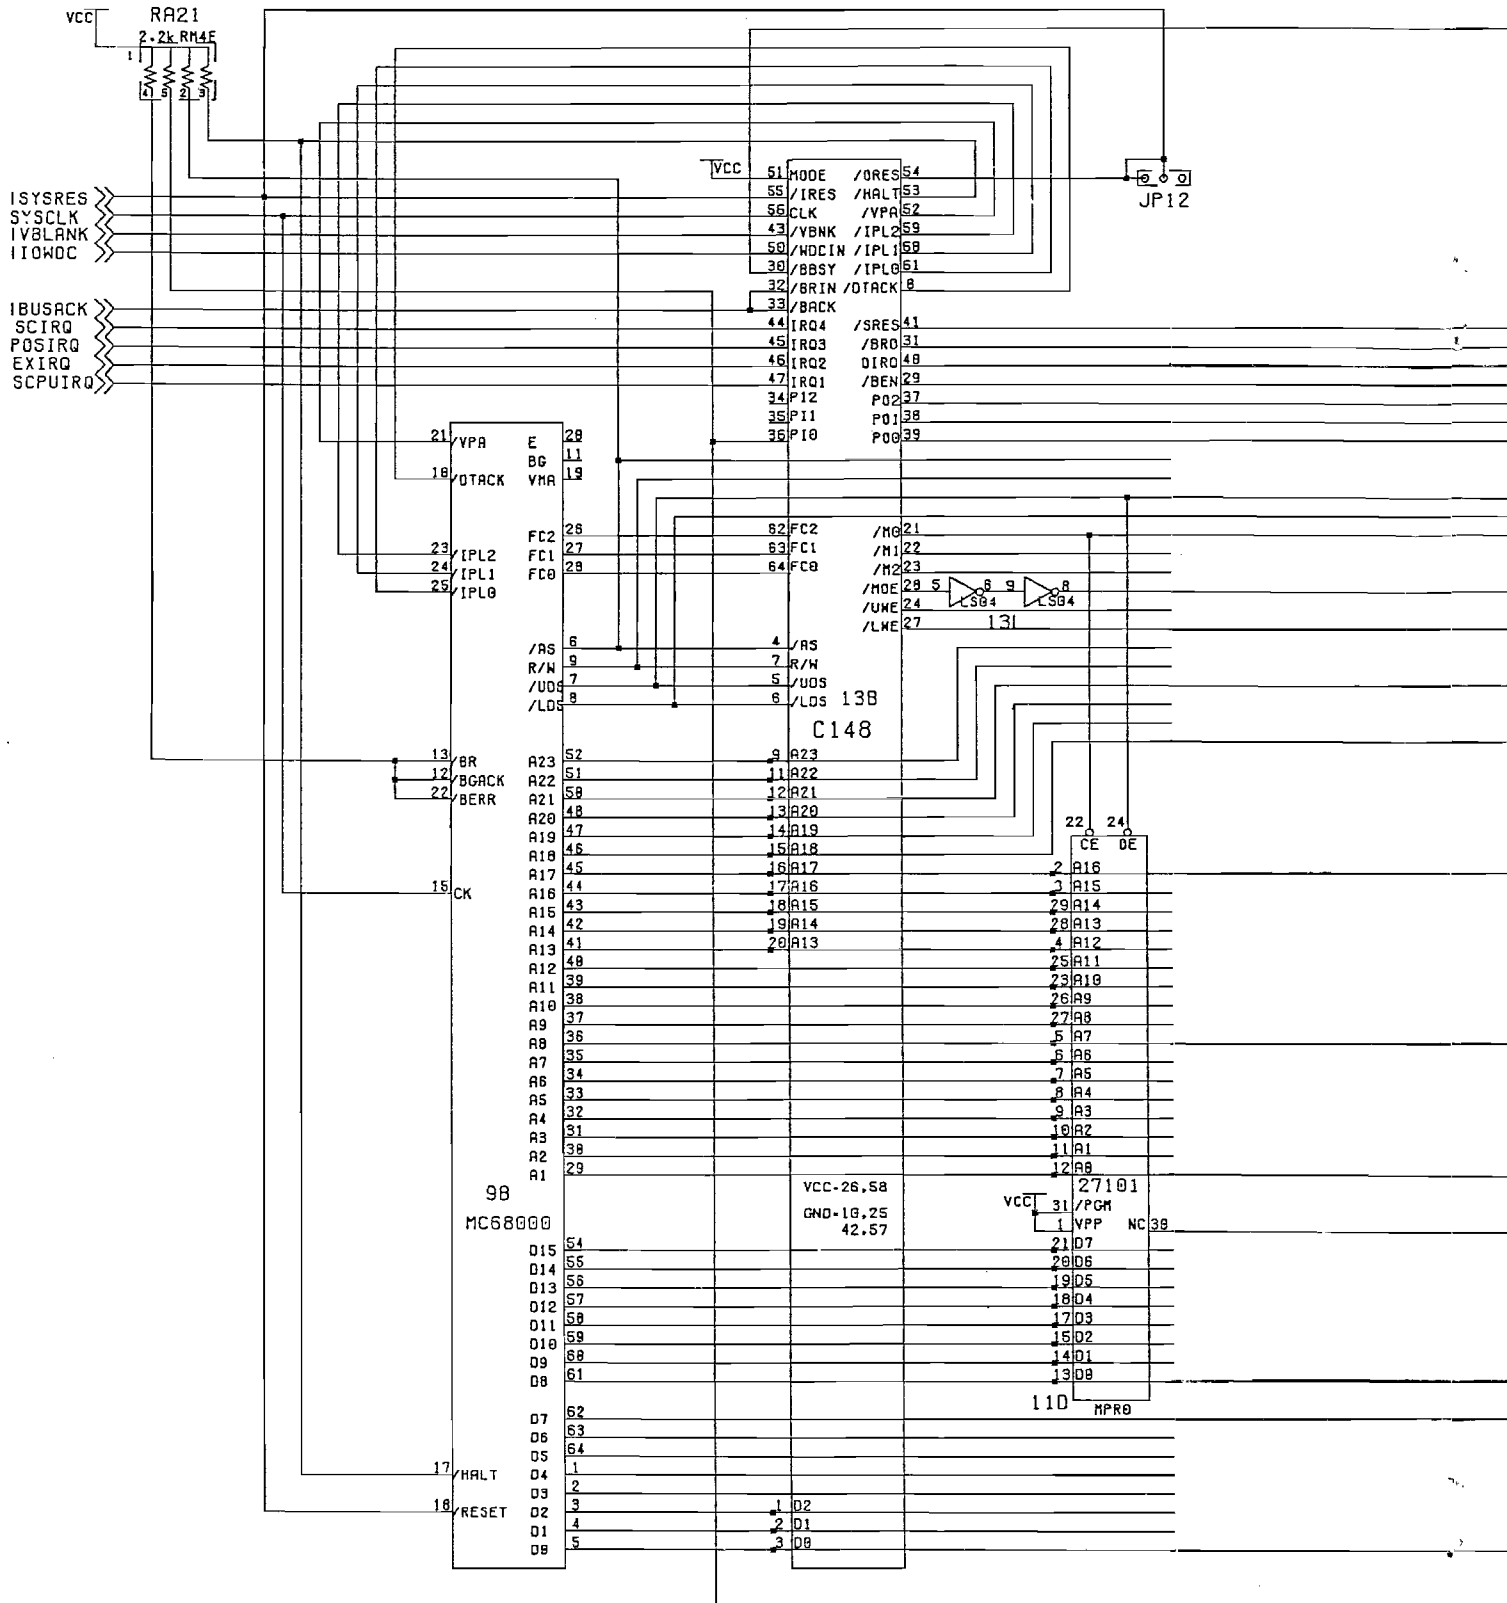 VCC
RA21
2.2k RM4E
1
4 5 2 3
ISYSRES
SYSCLK
IVBLANK
IIOWDC
IBUSACK
SCIRQ
POSIRQ
EXIRQ
SCPUIRQ
VCC
51 MODE /ORES 54
55 /IRES /HALT 53
56 CLK /VPA 52
43 /VBNK /IPL2 59
50 /WDCIN /IPL1 60
30 /BBSY /IPL0 61
32 /BRIN /DTACK 8
33 /BACK
44 IRQ4 /SRES 41
45 IRQ3 /BRO 31
46 IRQ2 OIRQ 48
47 IRQ1 /BEN 29
34 PI2 PO2 37
35 PI1 PO1 38
36 PI0 PO0 39
JP12
21 /VPA E 20
BG 11
18 /DTACK VMA 19
FC2 26
23 /IPL2 FC1 27
24 /IPL1 FC0 28
25 /IPL0
/AS 6
R/W 9
/UDS 7
/LDS 8
62 FC2 /M0 21
63 FC1 /M1 22
64 FC0 /M2 23
/MOE 28 5 6 9 8
LS04 LS04
/UWE 24
/LWE 27
13L
4 /AS
7 R/W
5 /UDS
6 /LDS
13B
C148
13 /BR A23 52
12 /BGACK A22 51
22 /BERR A21 50
A20 48
A19 47
A18 46
A17 45
15 CK A16 44
A15 43
A14 42
A13 41
A12 40
A11 39
A10 38
A9 37
A8 36
A7 35
A6 34
A5 33
A4 32
A3 31
A2 30
A1 29
9 A23
11 A22
12 A21
13 A20
14 A19
15 A18
16 A17
17 A16
18 A15
19 A14
20 A13
22 24
CE OE
2 A16
3 A15
29 A14
28 A13
4 A12
25 A11
23 A10
26 A9
27 A8
5 A7
6 A6
7 A5
8 A4
9 A3
10 A2
11 A1
12 A0
27101
VCC 31 /PGM
1 VPP NC 30
21 D7
20 D6
19 D5
18 D4
17 D3
15 D2
14 D1
13 D0
11D
MPR0
9B
MC68000
VCC-26,58
GND-10,25
42,57
D15 54
D14 55
D13 56
D12 57
D11 58
D10 59
D9 60
D8 61
D7 62
D6 63
D5 64
17 /HALT D4 1
D3 2
18 /RESET D2 3
D1 4
D0 5
1 D2
2 D1
3 D0